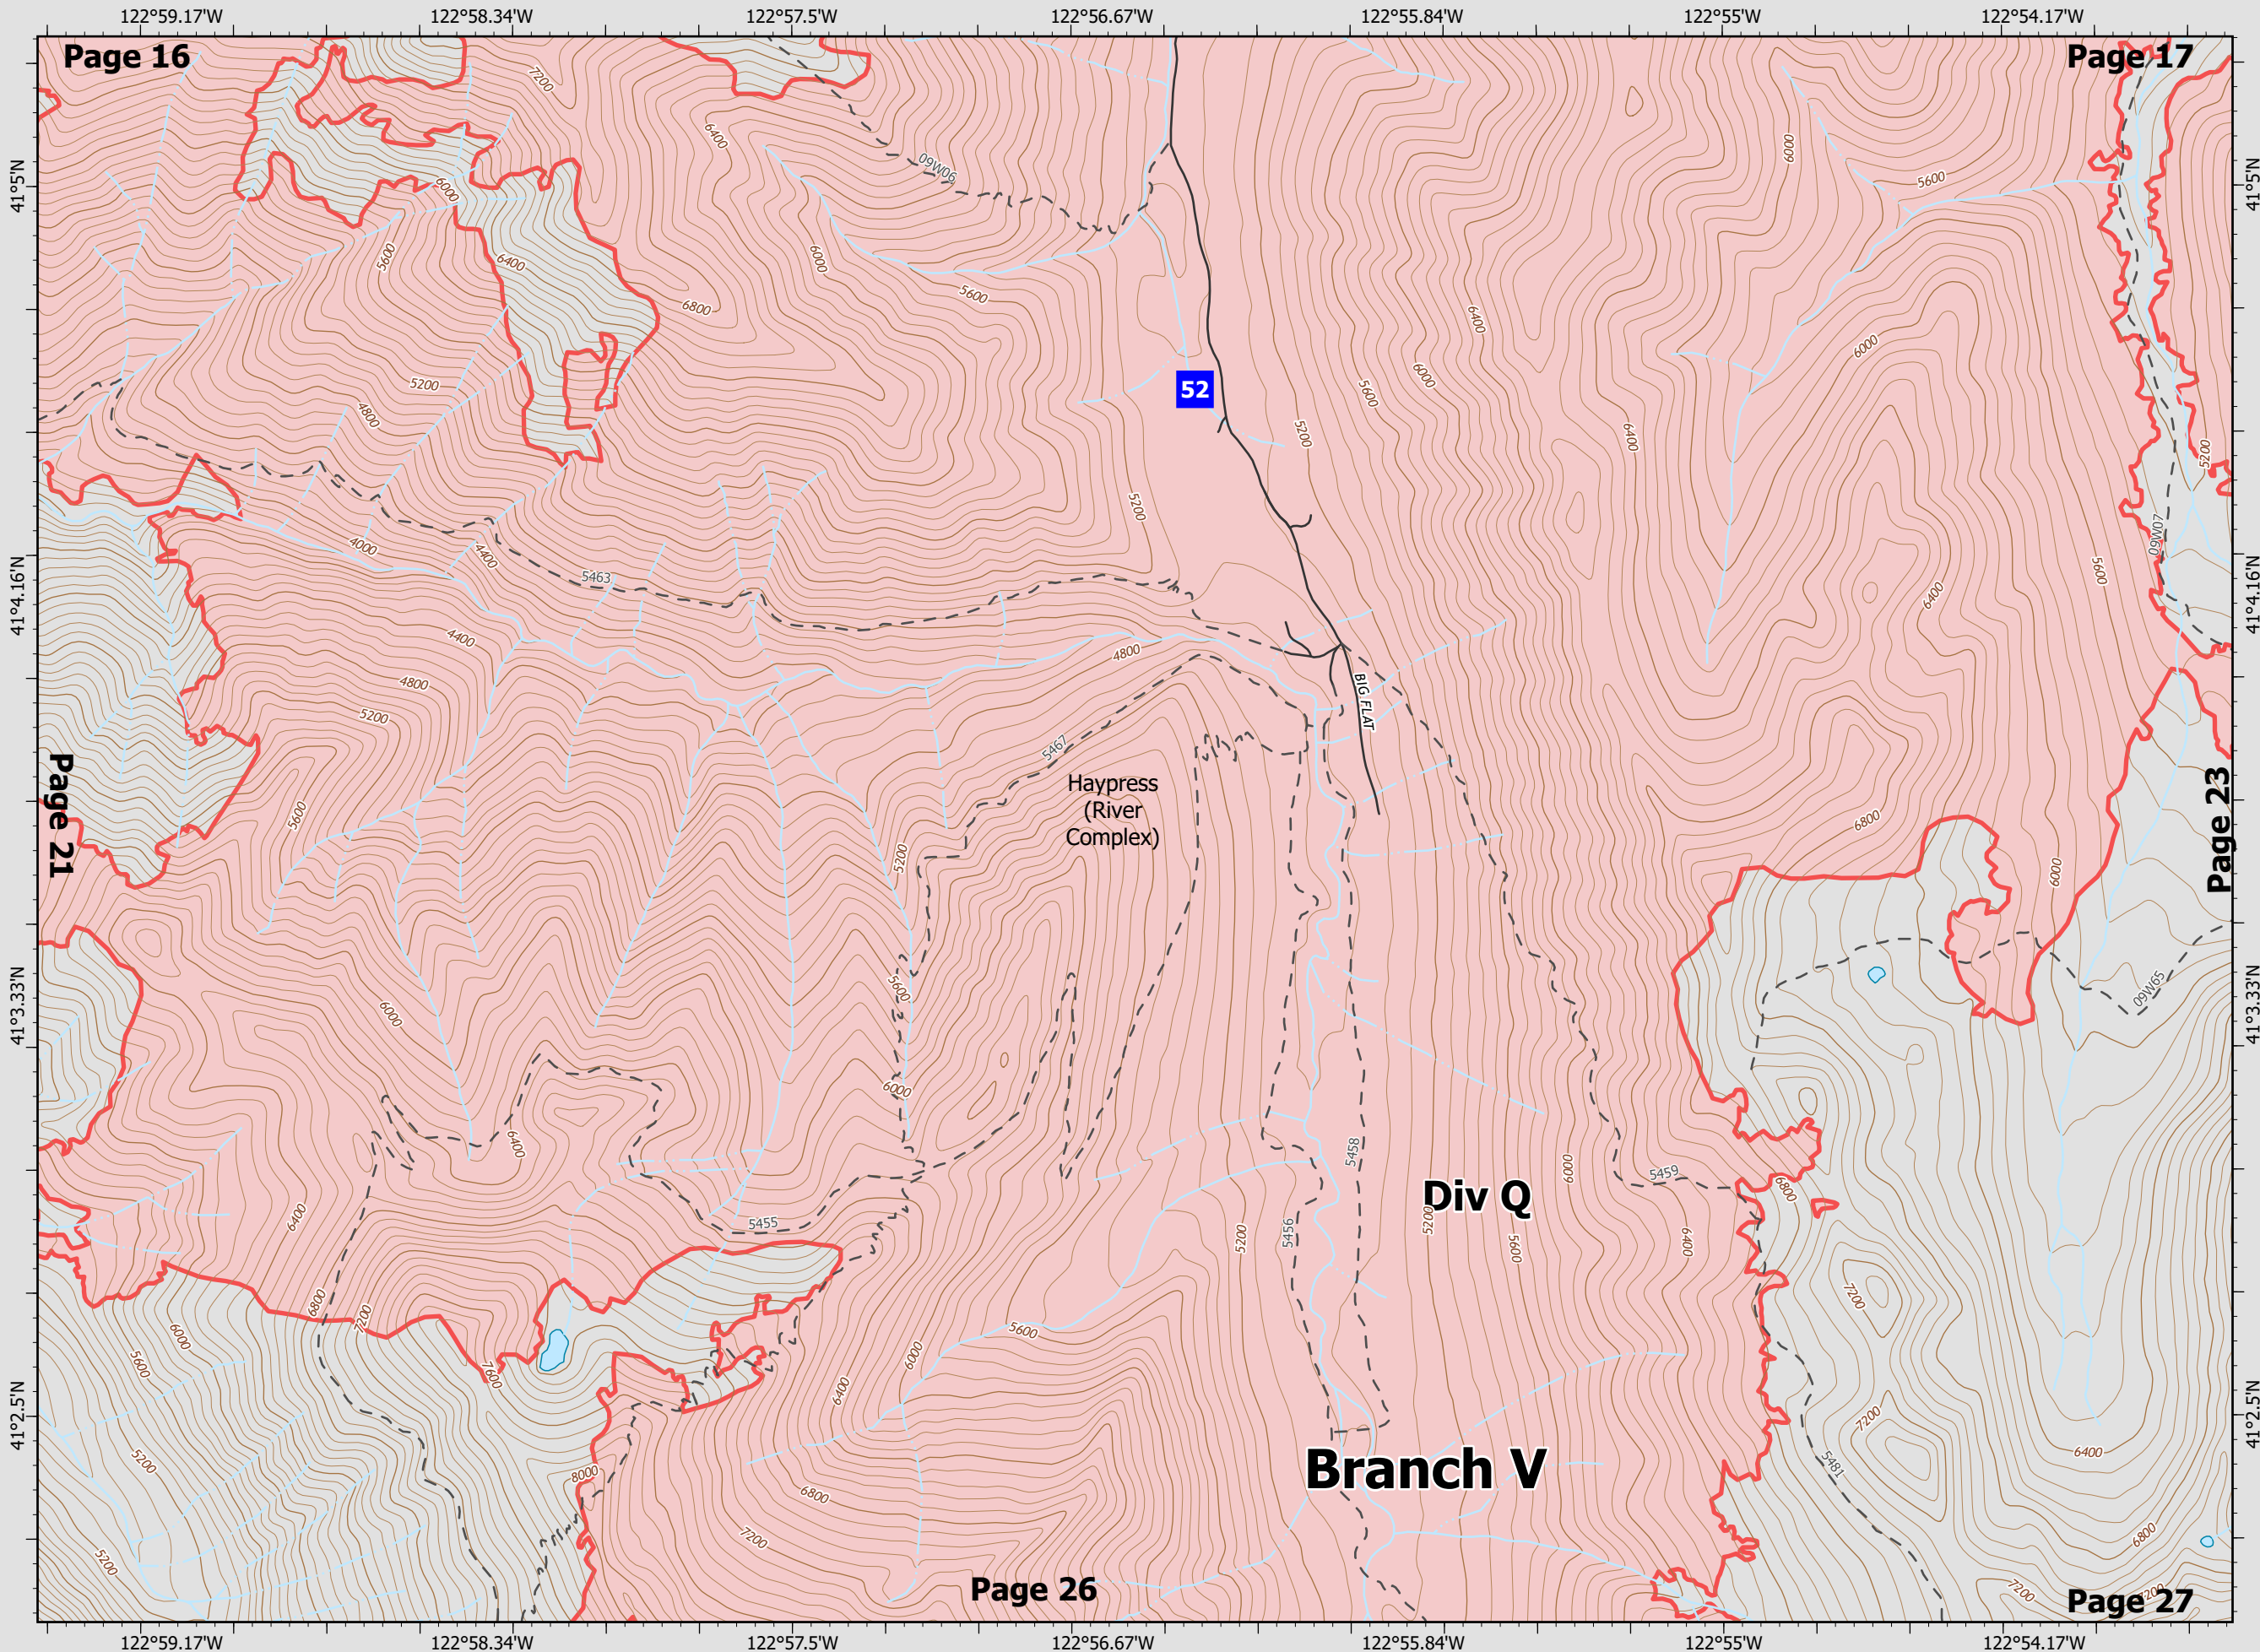 122°59.17'W 122°58.34'W 122°57.5'W 122°56.67'W 122°55.84'W 122°55'W 122°54.17'W
Page 16
Page 17
7200
6400
6000
09W06
5600
41°5'N
41°5'N
6000
5600
6400
6000
6800
5600
6400
6000
5200
52
6000
5600
4800
5200
6400
5200
5200
09W07
4000
4400
5463
5600
41°4.16'N
41°4.16'N
6400
4400
4800
4800
5200
BIG FLAT
5467
Page 21
Page 23
Haypress
(River
Complex)
5600
6800
5200
6000
5600
09W65
6000
41°3.33'N
41°3.33'N
6000
6400
5458
5459
6000
6800
Div Q
6400
5455
5456
5200
5200
5600
6400
6800
7200
7200
5600
6000
6000
5600
7600
6400
41°2.5'N
41°2.5'N
7200
5200
6400
5481
Branch V
8000
6800
7200
6800
5200
Page 26
7200
7200
Page 27
122°59.17'W 122°58.34'W 122°57.5'W 122°56.67'W 122°55.84'W 122°55'W 122°54.17'W